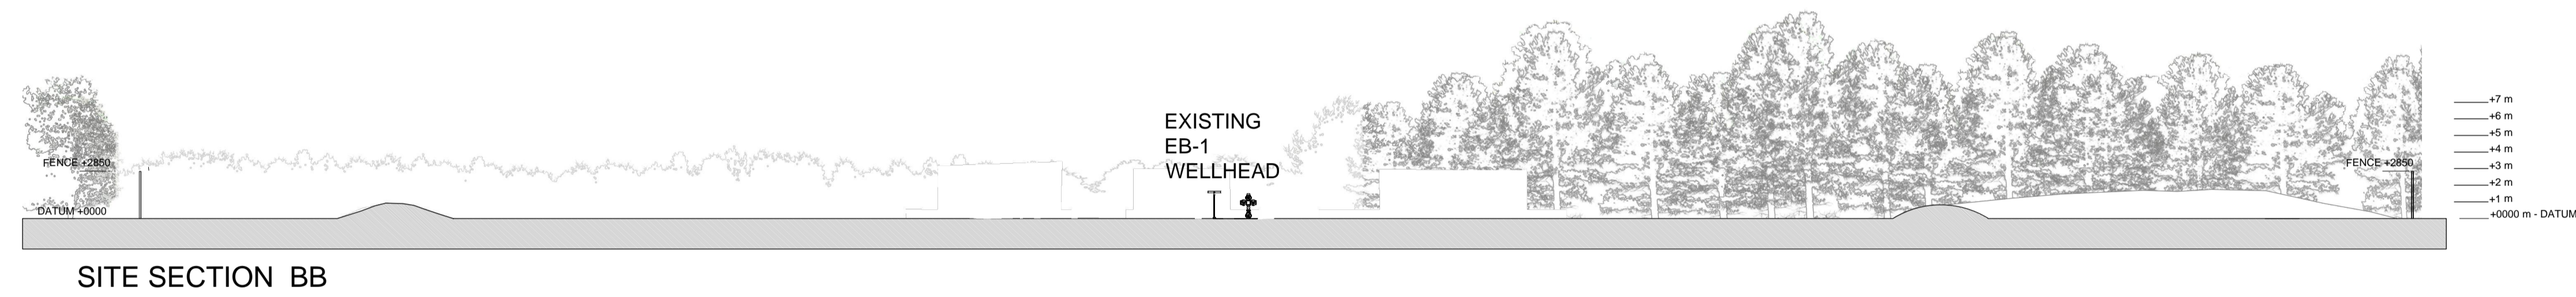 EXISTING
EB-1
WELLHEAD
FENCE +2850
DATUM +0000
FENCE +2850
+7 m
+6 m
+5 m
+4 m
+3 m
+2 m
+1 m
+0000 m - DATUM
SITE SECTION BB